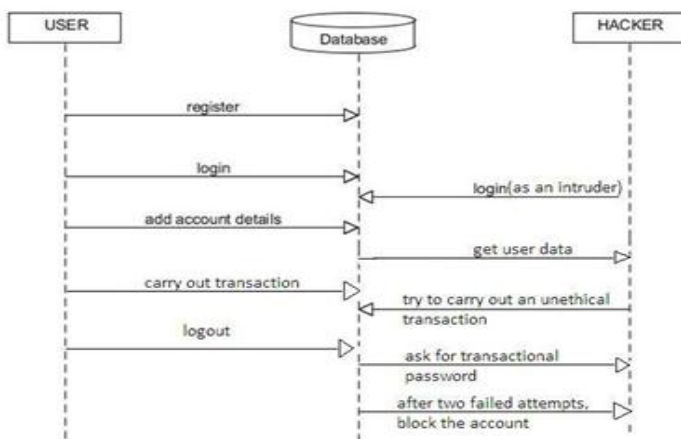 USER
Database
HACKER
register
login
login(as an intruder)
add account details
get user data
carry out transaction
try to carry out an unethical
transaction
logout
ask for transactional
password
after two failed attempts,
block the account